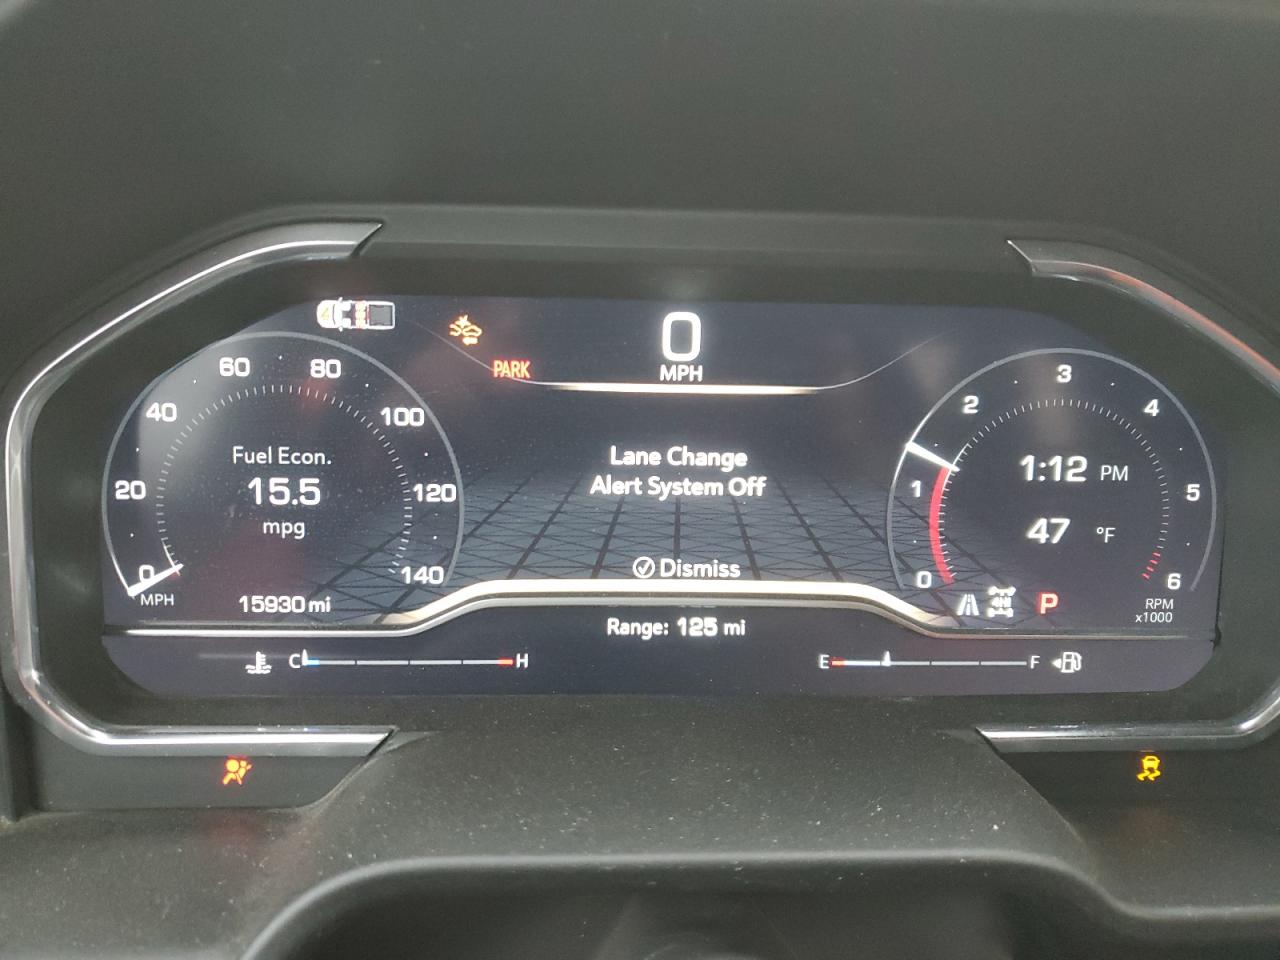 PARK
0
MPH
0
20
40
60
80
100
120
140
MPH
Fuel Econ.
15.5
mpg
15930 mi
Lane Change
Alert System Off
Dismiss
Range: 125 mi
0
1
2
3
4
5
6
1:12 PM
47 °F
4HI
P
RPM
x1000
C
H
E
F